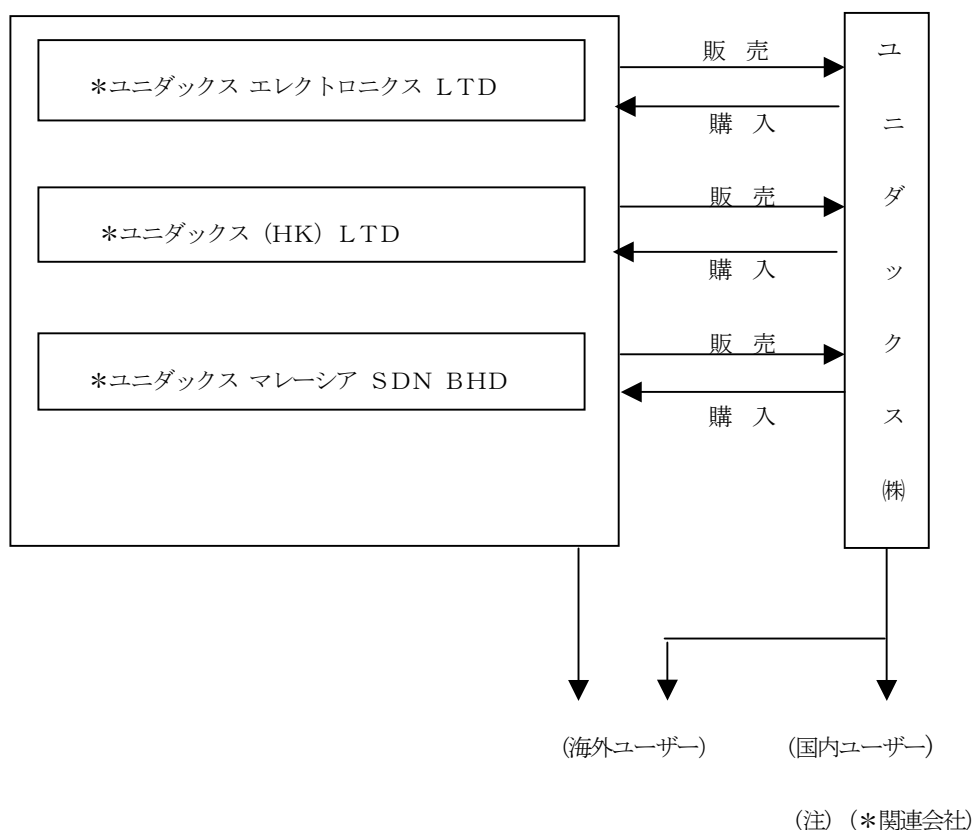 *ユニダックス エレクトロニクス LTD
販 売
購 入
*ユニダックス (HK) LTD
販 売
購 入
*ユニダックス マレーシア SDN BHD
販 売
購 入
ユニダックス㈱
(海外ユーザー)
(国内ユーザー)
(注) (*関連会社)